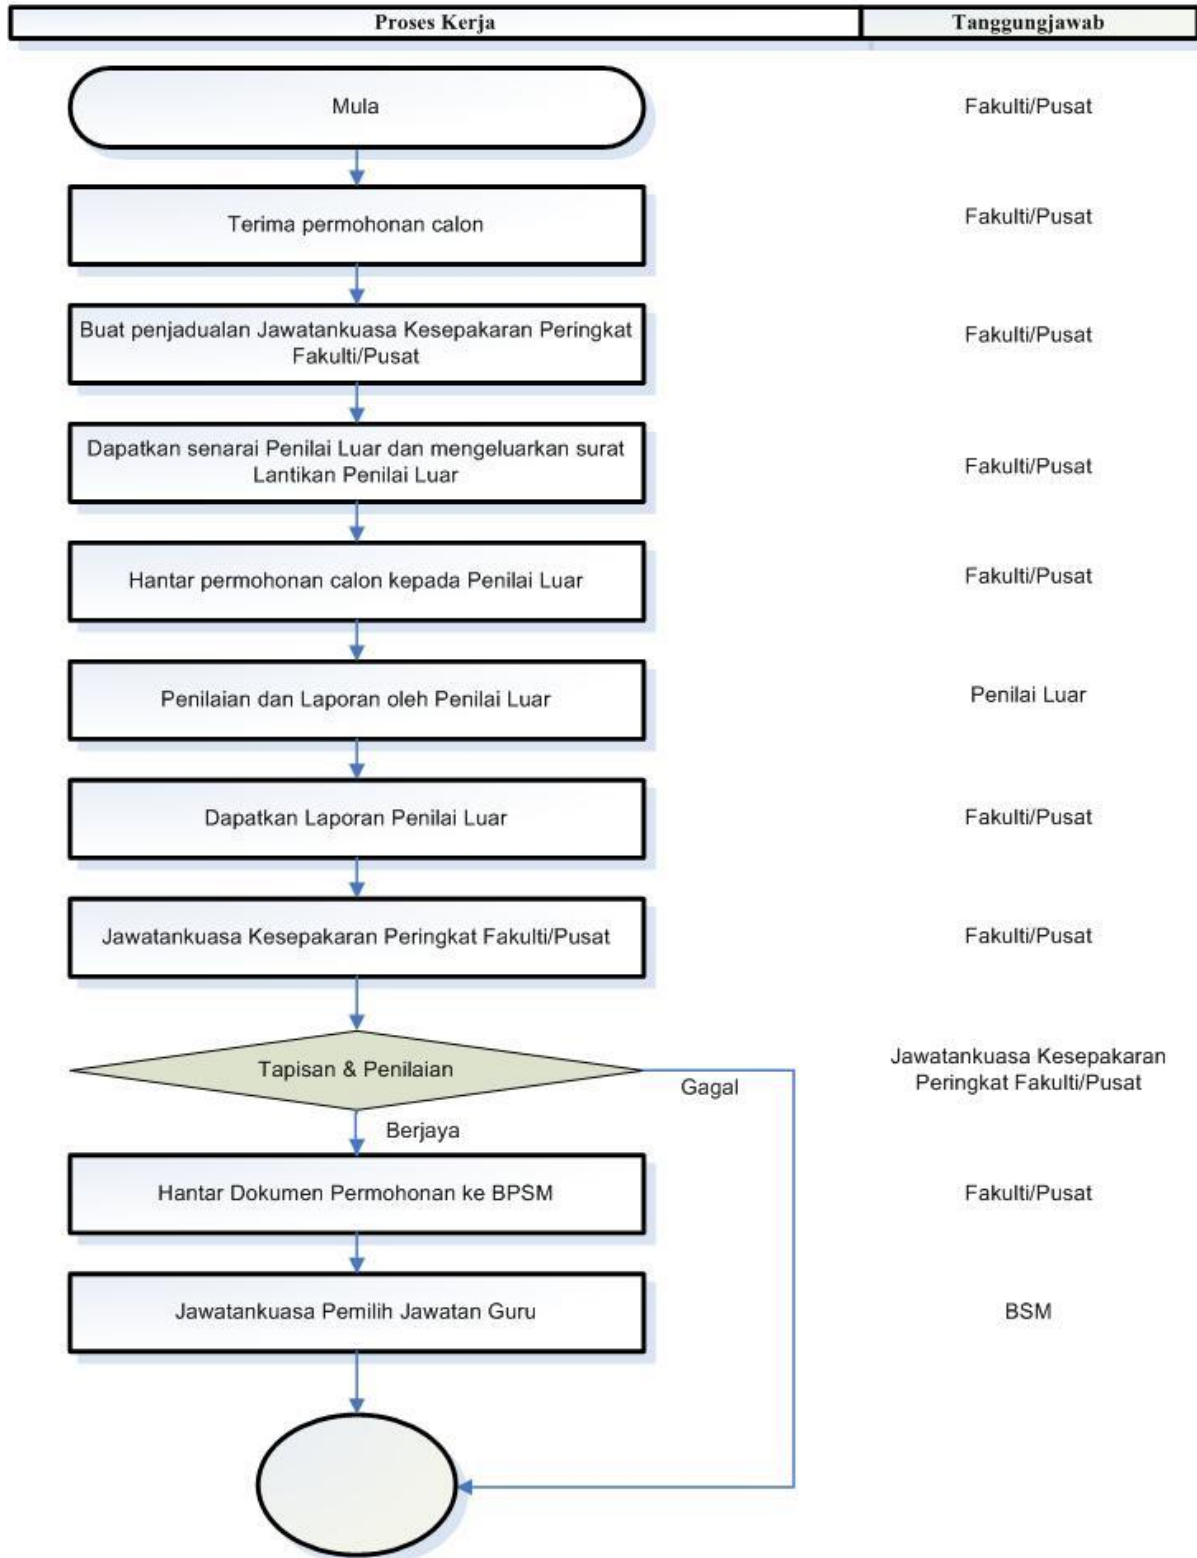 Proses Kerja
Tanggungjawab
Mula
Fakulti/Pusat
Terima permohonan calon
Fakulti/Pusat
Buat penjadualan Jawatankuasa Kesepakaran Peringkat
Fakulti/Pusat
Fakulti/Pusat
Dapatkan senarai Penilai Luar dan mengeluarkan surat
Lantikan Penilai Luar
Fakulti/Pusat
Hantar permohonan calon kepada Penilai Luar
Fakulti/Pusat
Penilaian dan Laporan oleh Penilai Luar
Penilai Luar
Dapatkan Laporan Penilai Luar
Fakulti/Pusat
Jawatankuasa Kesepakaran Peringkat Fakulti/Pusat
Fakulti/Pusat
Tapisan & Penilaian
Gagal
Jawatankuasa Kesepakaran
Peringkat Fakulti/Pusat
Berjaya
Hantar Dokumen Permohonan ke BPSM
Fakulti/Pusat
Jawatankuasa Pemilih Jawatan Guru
BSM